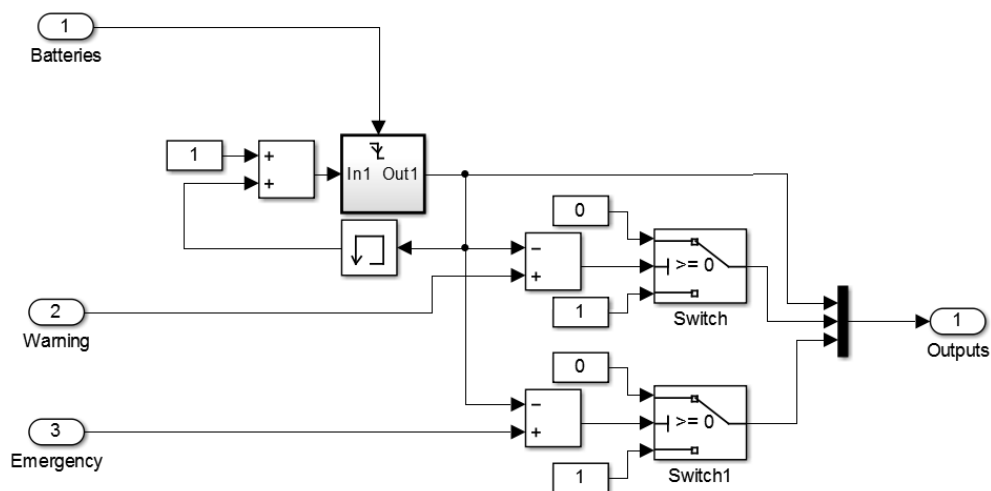 1
Batteries
1
+
+
In1 Out1
0
−
+
>= 0
1
Switch
2
Warning
1
Outputs
0
−
+
>= 0
1
Switch1
3
Emergency